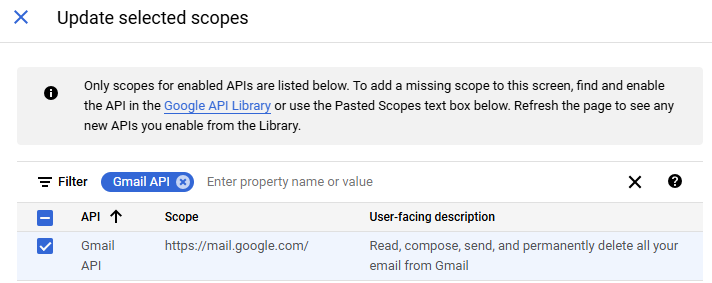 Update selected scopes
Only scopes for enabled APIs are listed below. To add a missing scope to this screen, find and enable
the API in the Google API Library or use the Pasted Scopes text box below. Refresh the page to see any
new APIs you enable from the Library.
Filter Gmail API Enter property name or value
API Scope User-facing description
Gmail API https://mail.google.com/ Read, compose, send, and permanently delete all your
email from Gmail